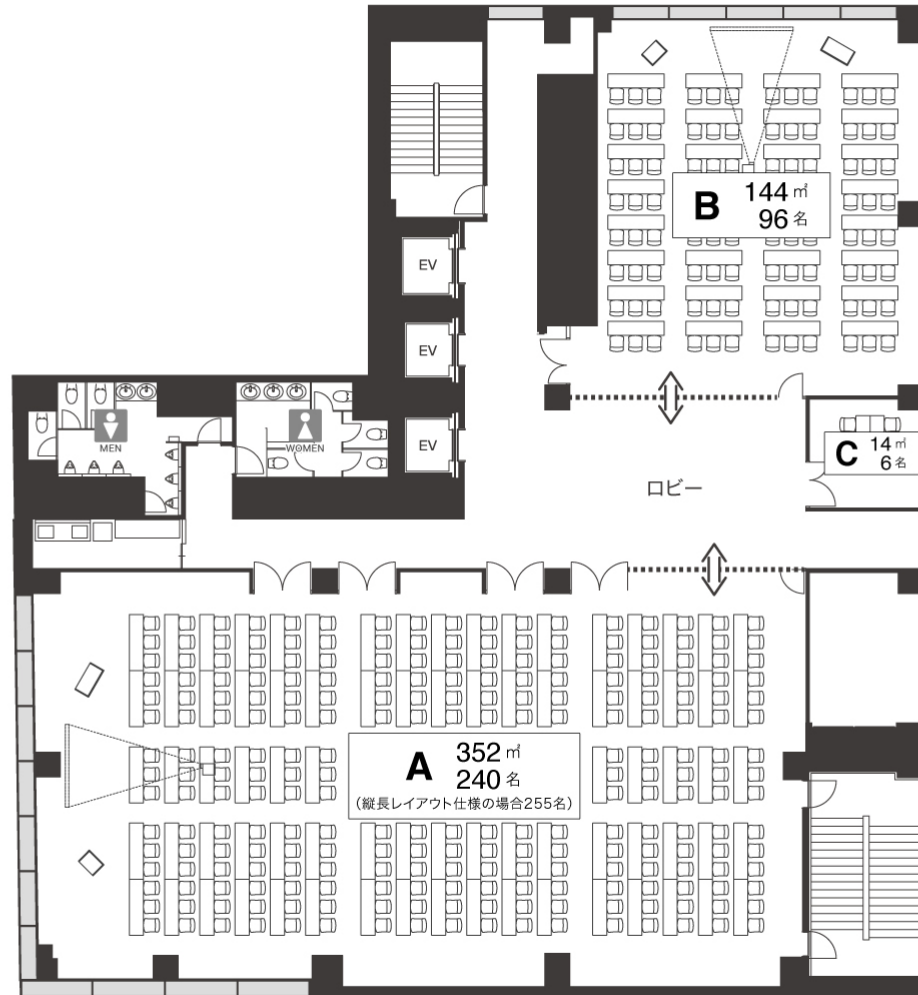 B 144㎡
96名
EV
EV
EV
MEN
WOMEN
C 14㎡
6名
ロビー
A 352㎡
240名
(縦長レイアウト仕様の場合255名)